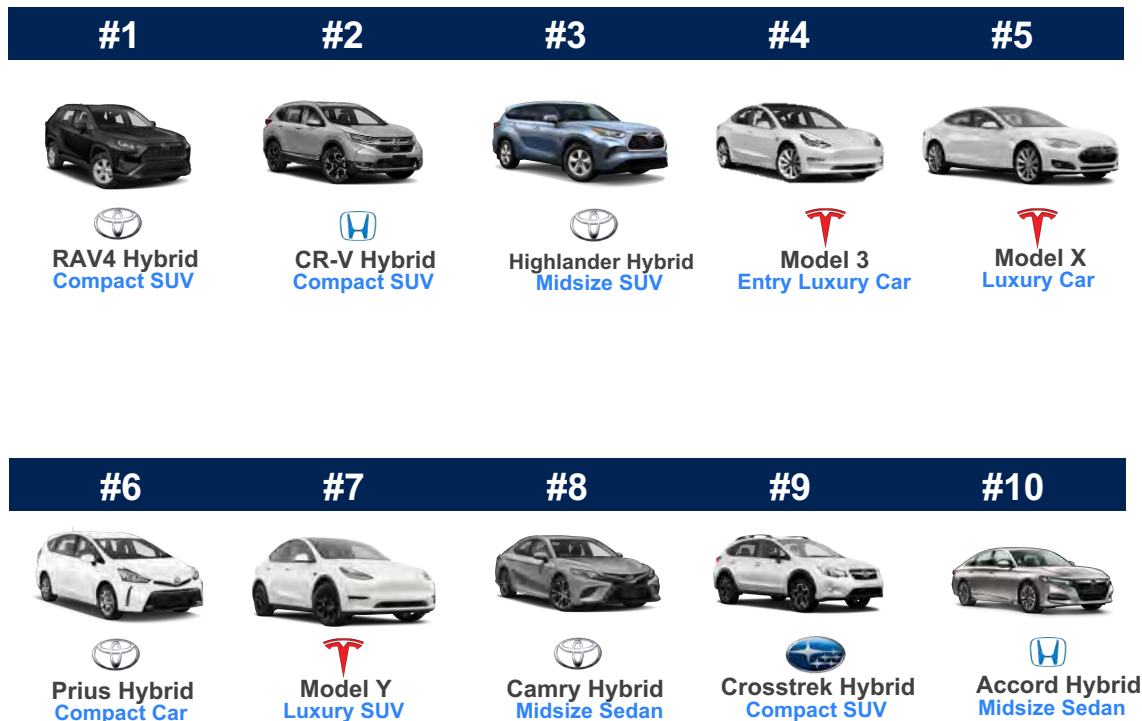 #1 #2 #3 #4 #5
RAV4 Hybrid CR-V Hybrid Highlander Hybrid Model 3 Model X
Compact SUV Compact SUV Midsize SUV Entry Luxury Car Luxury Car
#6 #7 #8 #9 #10
Prius Hybrid Model Y Camry Hybrid Crosstrek Hybrid Accord Hybrid
Compact Car Luxury SUV Midsize Sedan Compact SUV Midsize Sedan